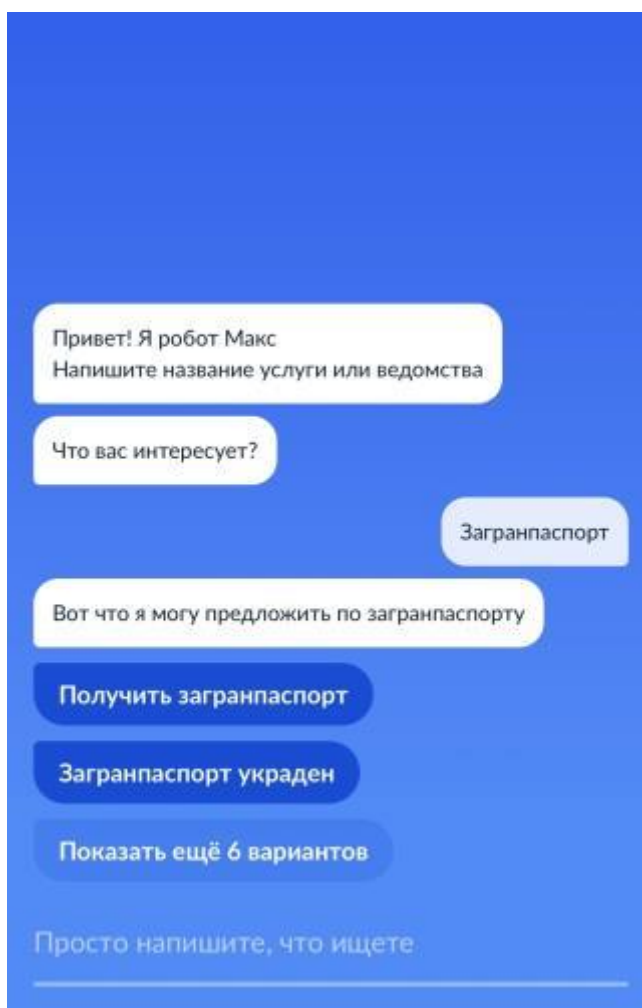 Привет! Я робот Макс
Напишите название услуги или ведомства
Что вас интересует?
Загранпаспорт
Вот что я могу предложить по загранпаспорту
Получить загранпаспорт
Загранпаспорт украден
Показать ещё 6 вариантов
Просто напишите, что ищете